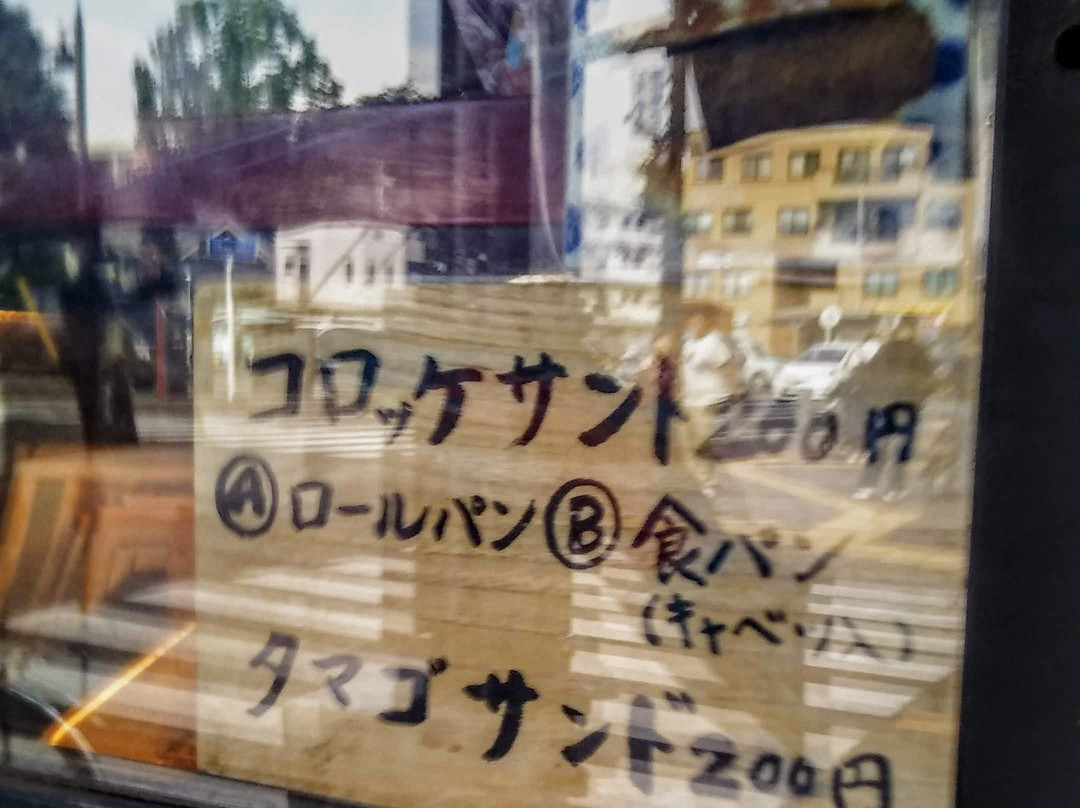 コロッケサンド 200円
Ⓐロールパン Ⓑ食パン
(キャベツ入)
タマゴサンド 200円